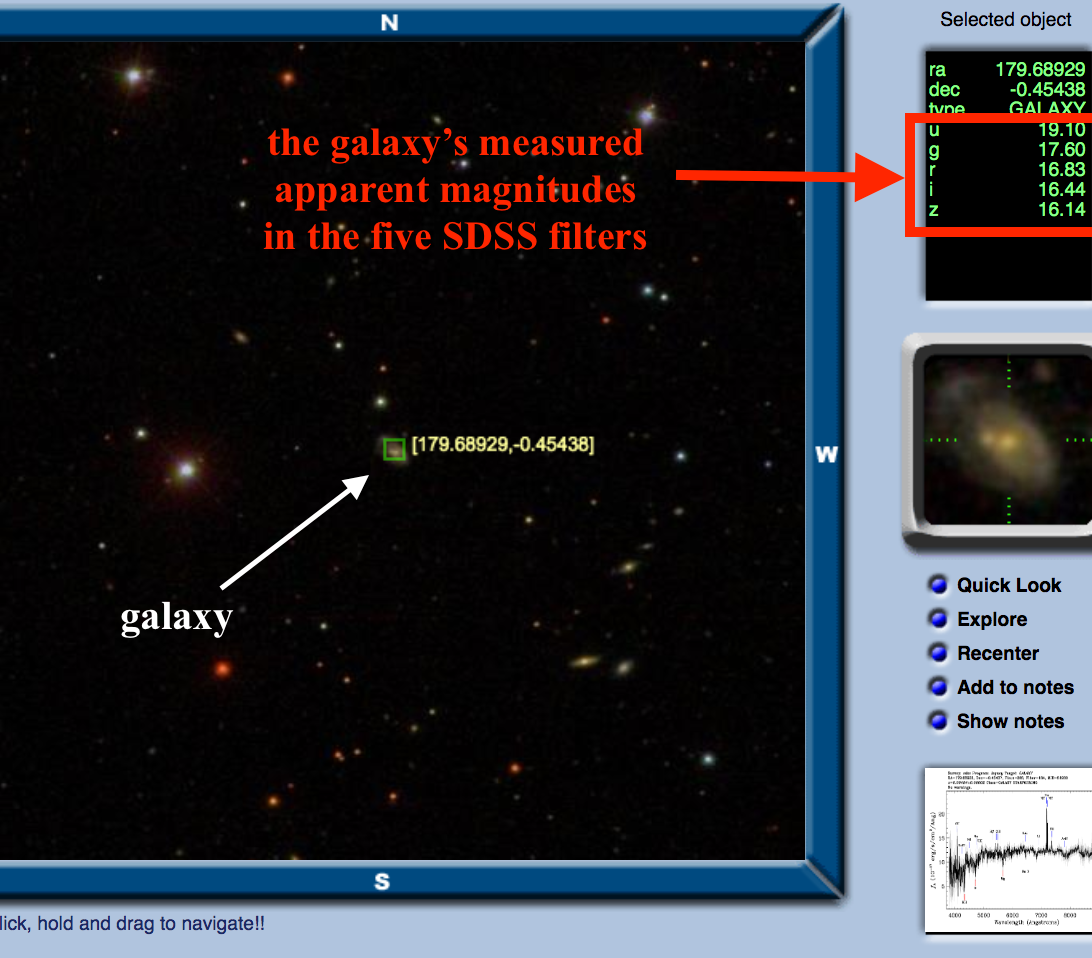 N
Selected object
ra 179.68929
dec -0.45438
type GALAXY
u 19.10
g 17.60
r 16.83
i 16.44
z 16.14
the galaxy's measured
apparent magnitudes
in the five SDSS filters
[179.68929,-0.45438]
W
galaxy
Quick Look
Explore
Recenter
Add to notes
Show notes
S
lick, hold and drag to navigate!!
4000 5000 6000 7000 8000
Wavelength (Angstroms)